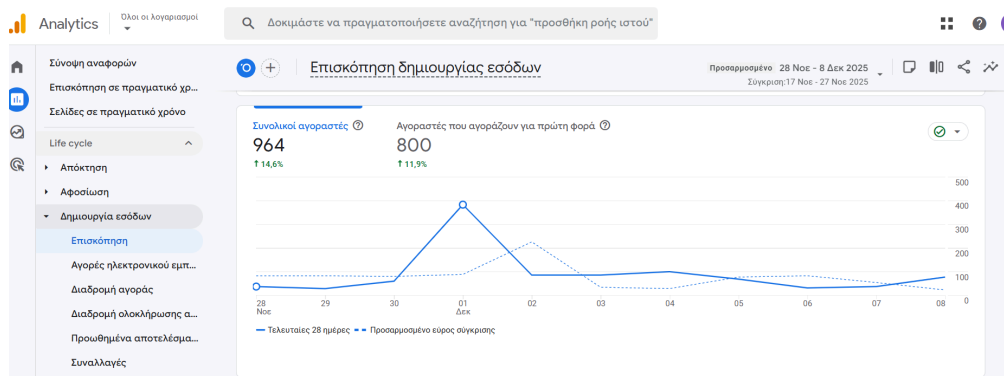 Analytics
Όλοι οι λογαριασμοί
Δοκιμάστε να πραγματοποιήσετε αναζήτηση για "προσθήκη ροής ιστού"
Σύνοψη αναφορών
Επισκόπηση σε πραγματικό χρ...
Σελίδες σε πραγματικό χρόνο
Life cycle
Απόκτηση
Αφοσίωση
Δημιουργία εσόδων
Επισκόπηση
Αγορές ηλεκτρονικού εμπ...
Διαδρομή αγοράς
Διαδρομή ολοκλήρωσης α...
Προωθημένα αποτελέσμα...
Συναλλαγές
Επισκόπηση δημιουργίας εσόδων
Προσαρμοσμένο 28 Νοε - 8 Δεκ 2025
Σύγκριση:17 Νοε - 27 Νοε 2025
Συνολικοί αγοραστές
964
↑ 14,6%
Αγοραστές που αγοράζουν για πρώτη φορά
800
↑ 11,9%
500
400
300
200
100
0
28 Νοε
29
30
01 Δεκ
02
03
04
05
06
07
08
Τελευταίες 28 ημέρες
Προσαρμοσμένο εύρος σύγκρισης